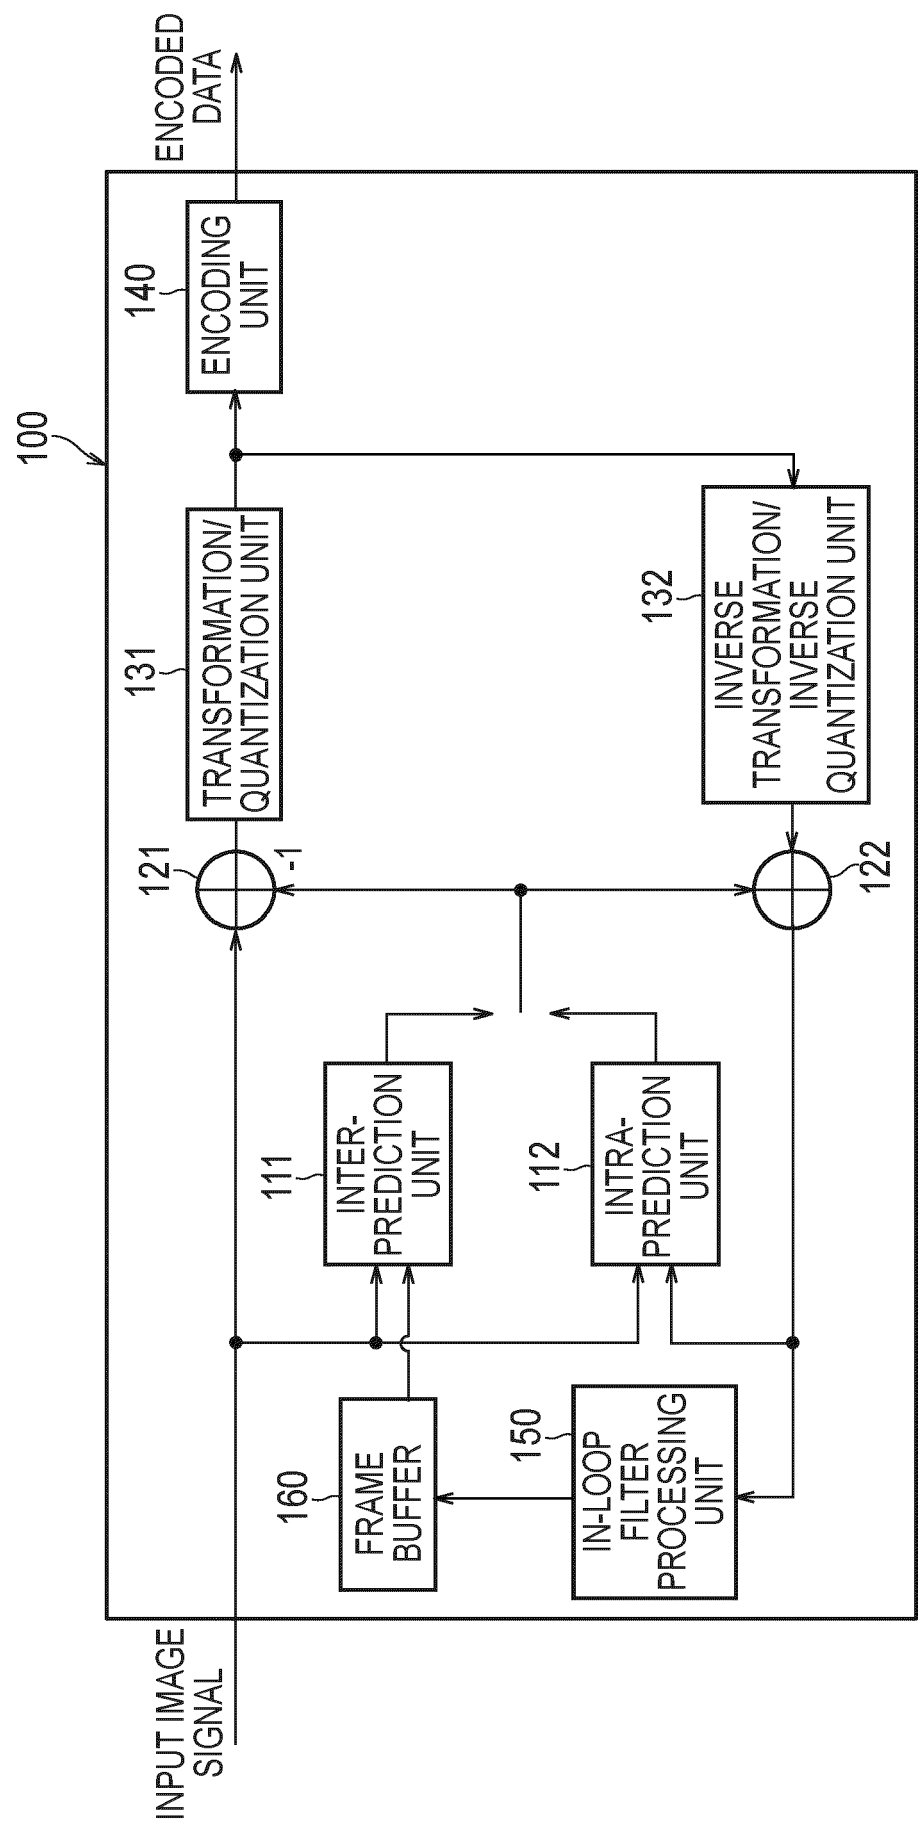 100
INPUT IMAGE
SIGNAL
121
-1
131
TRANSFORMATION/
QUANTIZATION UNIT
140
ENCODING
UNIT
ENCODED
DATA
160
FRAME
BUFFER
111
INTER-
PREDICTION
UNIT
150
IN-LOOP
FILTER
PROCESSING
UNIT
112
INTRA-
PREDICTION
UNIT
122
132
INVERSE
TRANSFORMATION/
INVERSE
QUANTIZATION UNIT